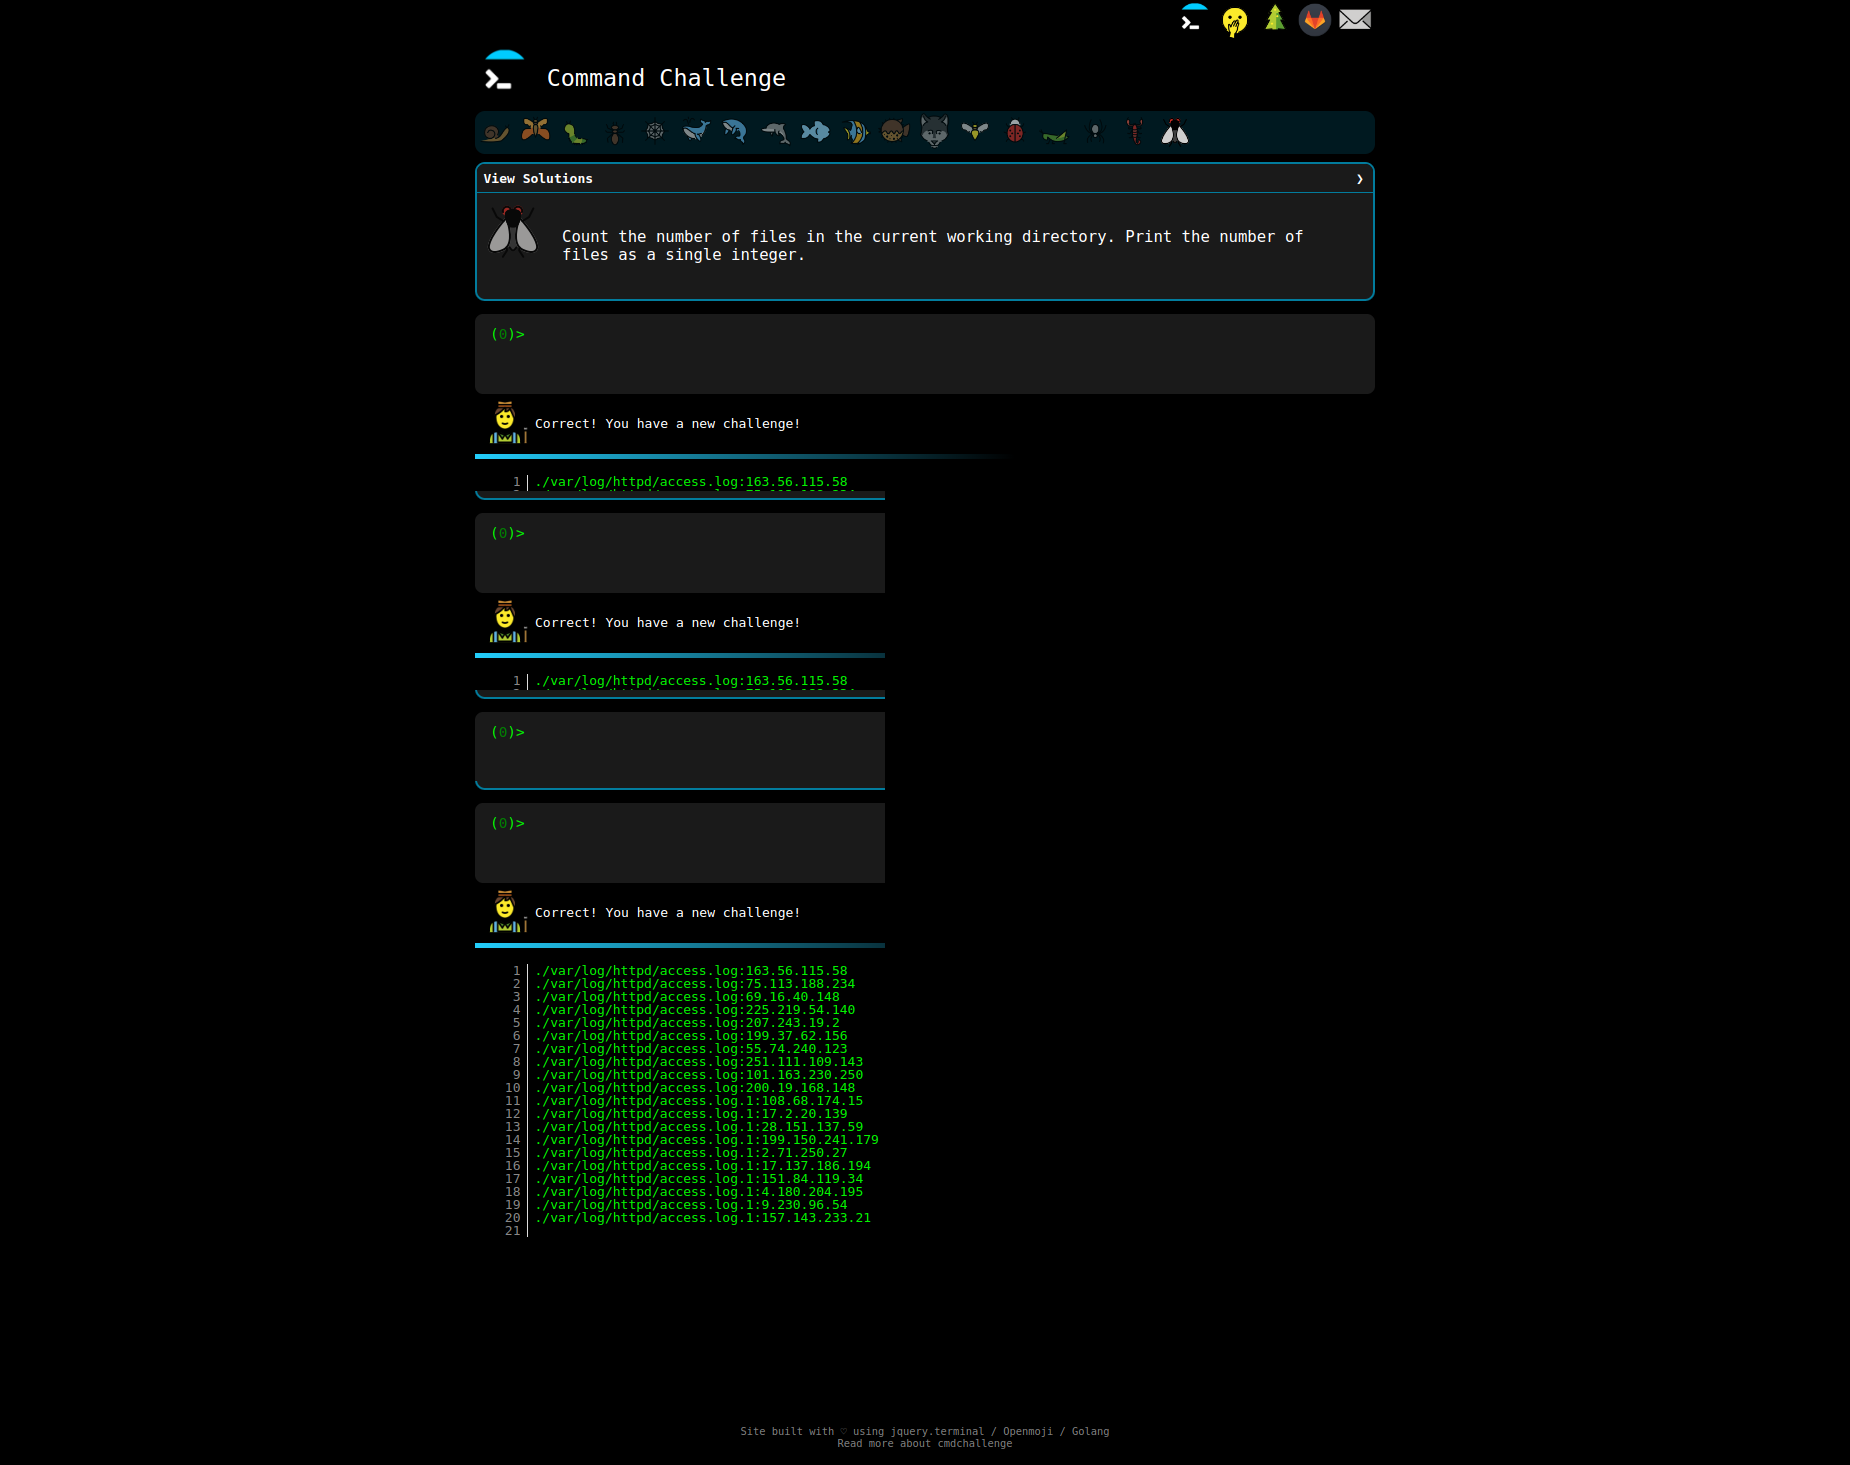 Command Challenge
View Solutions ❯
Count the number of files in the current working directory. Print the number of
files as a single integer.
(0)>
Correct! You have a new challenge!
1 ./var/log/httpd/access.log:163.56.115.58
(0)>
Correct! You have a new challenge!
1 ./var/log/httpd/access.log:163.56.115.58
(0)>
(0)>
Correct! You have a new challenge!
1 ./var/log/httpd/access.log:163.56.115.58
2 ./var/log/httpd/access.log:75.113.188.234
3 ./var/log/httpd/access.log:69.16.40.148
4 ./var/log/httpd/access.log:225.219.54.140
5 ./var/log/httpd/access.log:207.243.19.2
6 ./var/log/httpd/access.log:199.37.62.156
7 ./var/log/httpd/access.log:55.74.240.123
8 ./var/log/httpd/access.log:251.111.109.143
9 ./var/log/httpd/access.log:101.163.230.250
10 ./var/log/httpd/access.log:200.19.168.148
11 ./var/log/httpd/access.log.1:108.68.174.15
12 ./var/log/httpd/access.log.1:17.2.20.139
13 ./var/log/httpd/access.log.1:28.151.137.59
14 ./var/log/httpd/access.log.1:199.150.241.179
15 ./var/log/httpd/access.log.1:2.71.250.27
16 ./var/log/httpd/access.log.1:17.137.186.194
17 ./var/log/httpd/access.log.1:151.84.119.34
18 ./var/log/httpd/access.log.1:4.180.204.195
19 ./var/log/httpd/access.log.1:9.230.96.54
20 ./var/log/httpd/access.log.1:157.143.233.21
21
Site built with ♡ using jquery.terminal / Openmoji / Golang
Read more about cmdchallenge